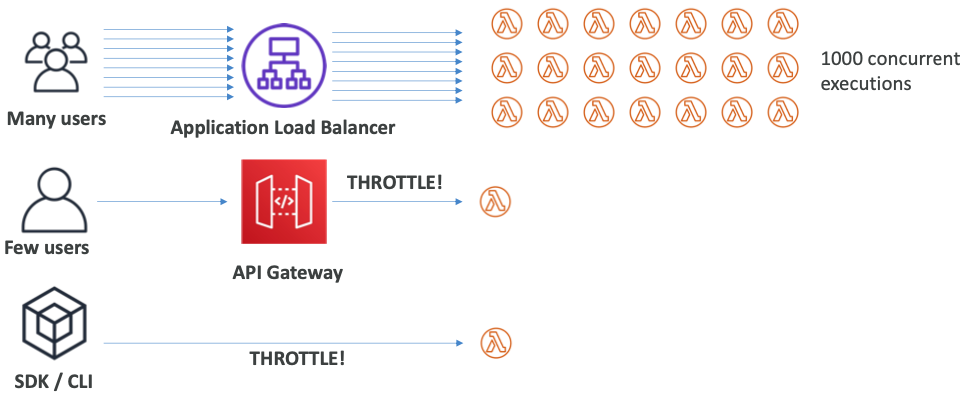 1000 concurrent
executions
Many users
Application Load Balancer
THROTTLE!
Few users
API Gateway
THROTTLE!
SDK / CLI